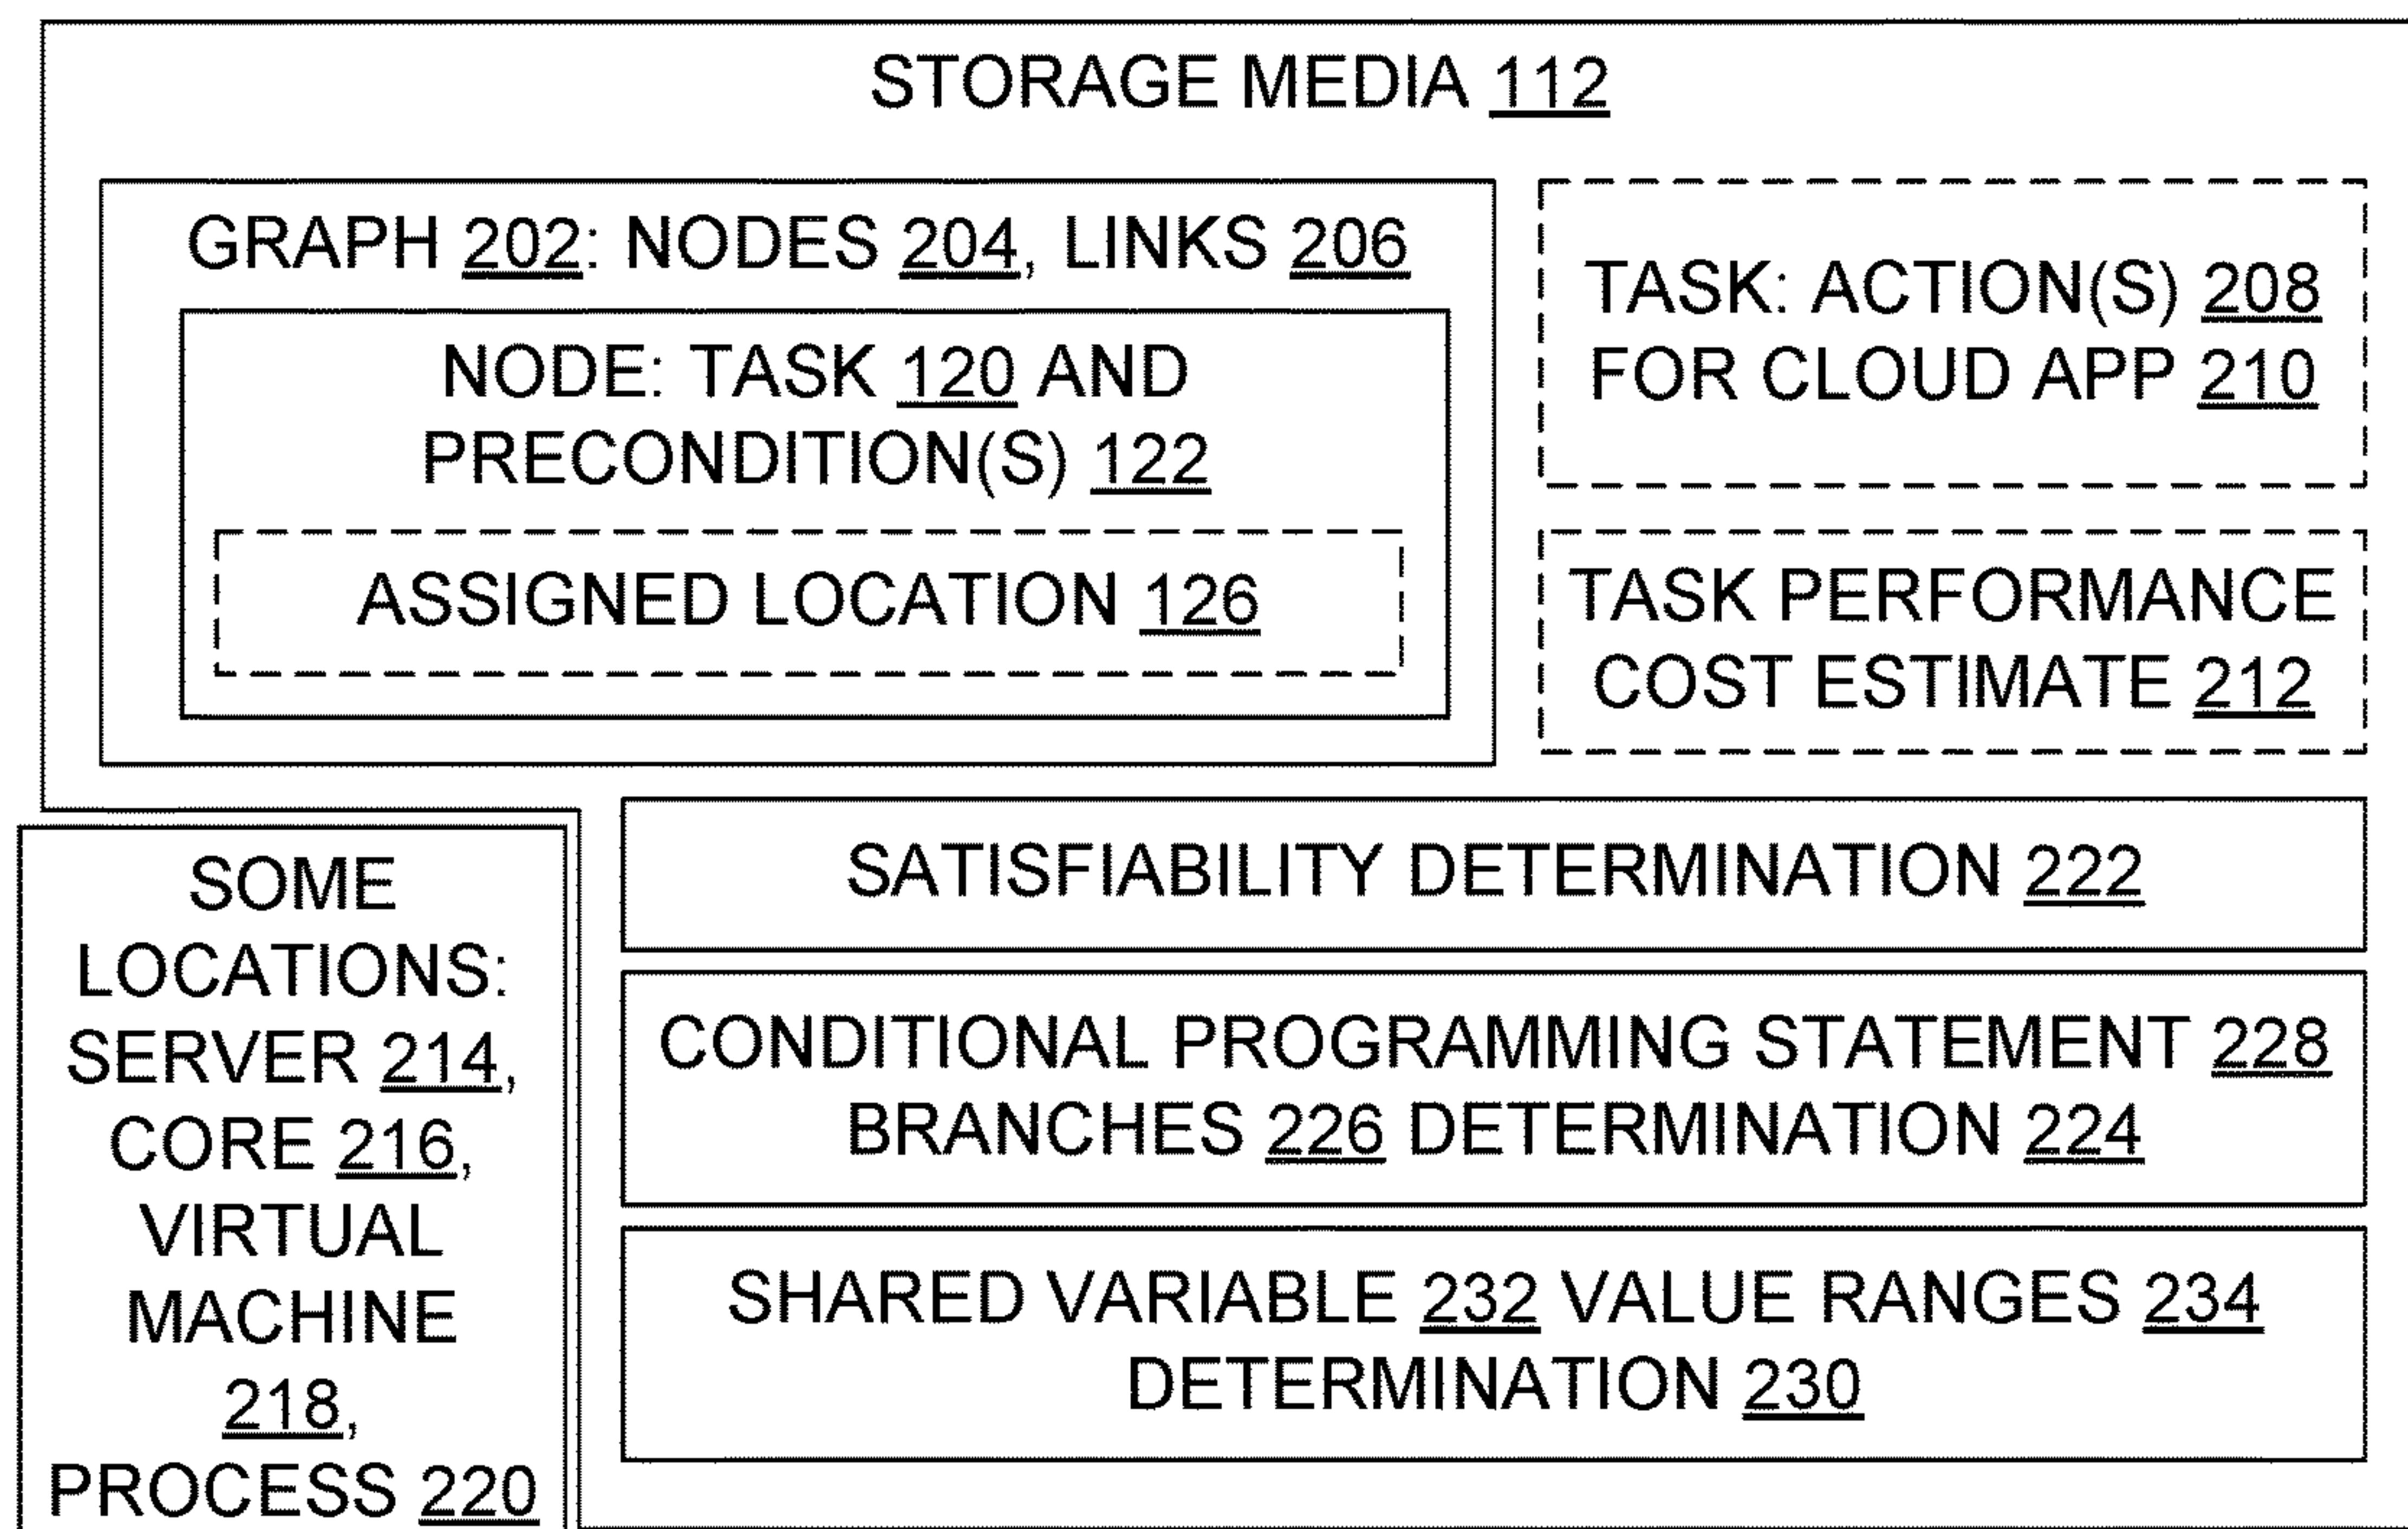 STORAGE MEDIA 112
GRAPH 202: NODES 204, LINKS 206
NODE: TASK 120 AND
PRECONDITION(S) 122
ASSIGNED LOCATION 126
TASK: ACTION(S) 208
FOR CLOUD APP 210
TASK PERFORMANCE
COST ESTIMATE 212
SOME
LOCATIONS:
SERVER 214,
CORE 216,
VIRTUAL
MACHINE
218,
PROCESS 220
SATISFIABILITY DETERMINATION 222
CONDITIONAL PROGRAMMING STATEMENT 228
BRANCHES 226 DETERMINATION 224
SHARED VARIABLE 232 VALUE RANGES 234
DETERMINATION 230